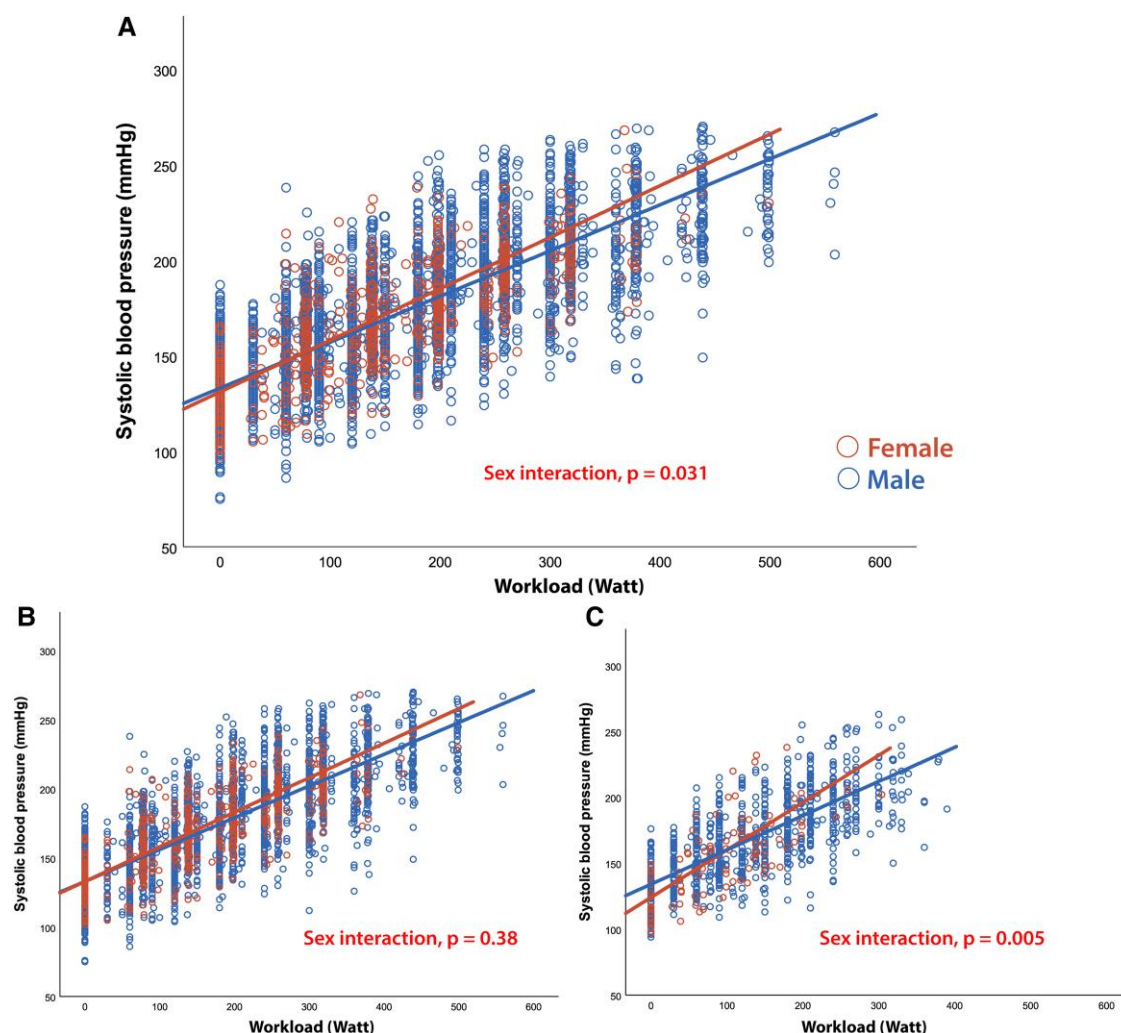 A
Systolic blood pressure (mmHg)
300
250
200
150
100
50
Sex interaction, p = 0.031
Female
Male
0 100 200 300 400 500 600
Workload (Watt)
B
Systolic blood pressure (mmHg)
300
250
200
150
100
50
Sex interaction, p = 0.38
0 100 200 300 400 500 600
Workload (Watt)
C
Systolic blood pressure (mmHg)
300
250
200
150
100
50
Sex interaction, p = 0.005
0 100 200 300 400 500 600
Workload (Watt)